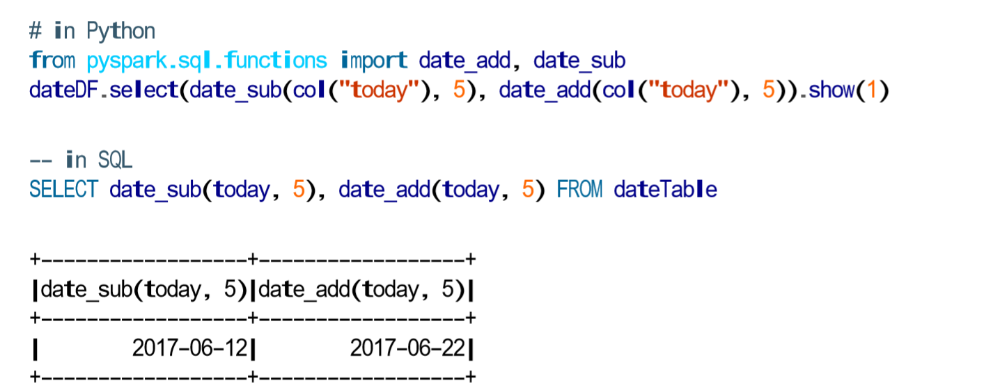 # in Python
from pyspark.sql.functions import date_add, date_sub
dateDF.select(date_sub(col("today"), 5), date_add(col("today"), 5)).show(1)
-- in SQL
SELECT date_sub(today, 5), date_add(today, 5) FROM dateTable
+------------------+------------------+
|date_sub(today, 5)|date_add(today, 5)|
+------------------+------------------+
|        2017-06-12|        2017-06-22|
+------------------+------------------+